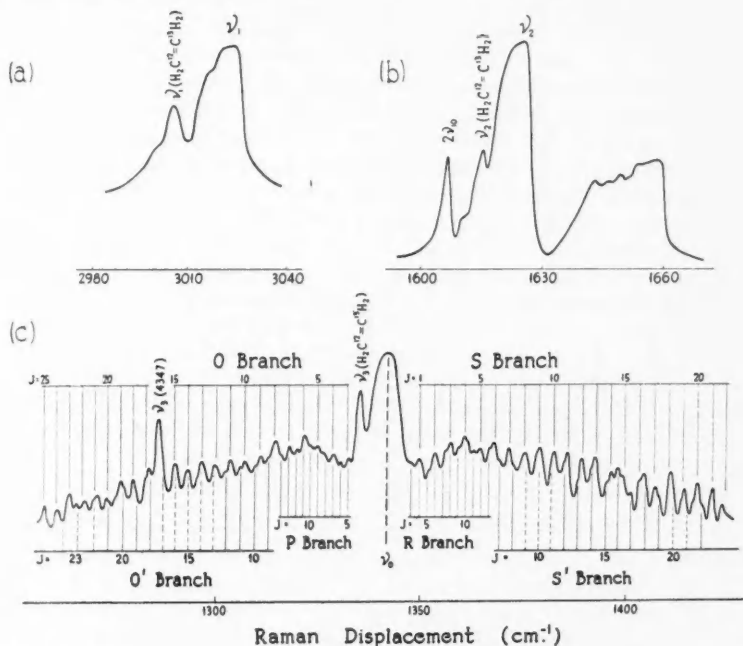 (a)
ν₁(H₂C¹²=C¹³H₂)
ν₁
2980 3010 3040
(b)
2ν₁₀
ν₂ (H₂C¹²=C¹³H₂)
ν₂
1600 1630 1660
(c)
O Branch
ν₃ (H₂C¹²=C¹³H₂)
S Branch
J=25 20
ν₃ (4347)
15 10 5
J=1 5 10 15 20
J= 10 5
P Branch
J= 5 10
R Branch
J= 23 20 15 10
O' Branch
ν₀
J= 10 15 20
S' Branch
1300 1350 1400
Raman Displacement (cm⁻¹)